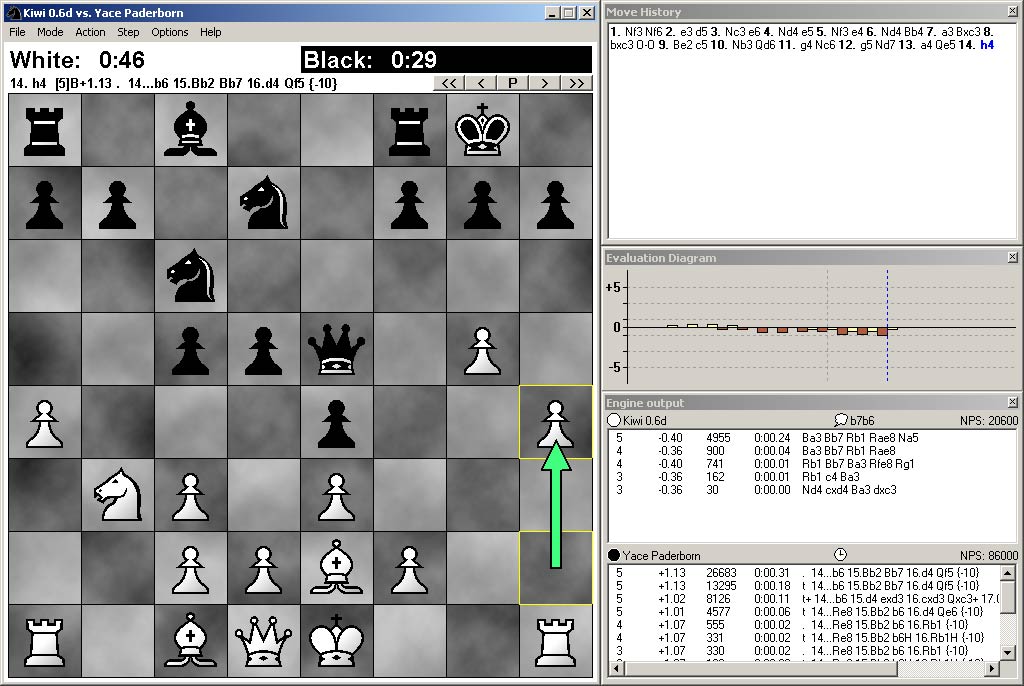 Kiwi 0.6d vs. Yace Paderborn
File Mode Action Step Options Help
White: 0:46 Black: 0:29
14. h4 [5]B+1.13 . 14...b6 15.Bb2 Bb7 16.d4 Qf5 {-10}
<< < P > >>
Move History
1. Nf3 Nf6 2. e3 d5 3. Nc3 e6 4. Nd4 e5 5. Nf3 e4 6. Nd4 Bb4 7. a3 Bxc3 8.
bxc3 O-O 9. Be2 c5 10. Nb3 Qd6 11. g4 Nc6 12. g5 Nd7 13. a4 Qe5 14. h4
Evaluation Diagram
+5
0
-5
Engine output
Kiwi 0.6d b7b6 NPS: 20600
5 -0.40 4955 0:00.24 Ba3 Bb7 Rb1 Rae8 Na5
4 -0.36 900 0:00.04 Ba3 Bb7 Rb1 Rae8
4 -0.40 741 0:00.01 Rb1 Bb7 Ba3 Rfe8 Rg1
3 -0.36 162 0:00.01 Rb1 c4 Ba3
3 -0.36 30 0:00.00 Nd4 cxd4 Ba3 dxc3
Yace Paderborn NPS: 86000
5 +1.13 26683 0:00.31 . 14...b6 15.Bb2 Bb7 16.d4 Qf5 {-10}
5 +1.13 13295 0:00.18 t 14...b6 15.Bb2 Bb7 16.d4 Qf5 {-10}
5 +1.02 8126 0:00.11 t+ 14...b6 15.d4 exd3 16.cxd3 Qxc3+ 17.
5 +1.01 4577 0:00.06 t 14...Re8 15.Bb2 b6 16.d4 Qe6 {-10}
4 +1.07 555 0:00.02 . 14...Re8 15.Bb2 b6 16.Rb1 {-10}
4 +1.07 331 0:00.02 t 14...Re8 15.Bb2 b6H 16.Rb1H {-10}
3 +1.07 330 0:00.02 . 14...Re8 15.Bb2 b6 16.Rb1 {-10}